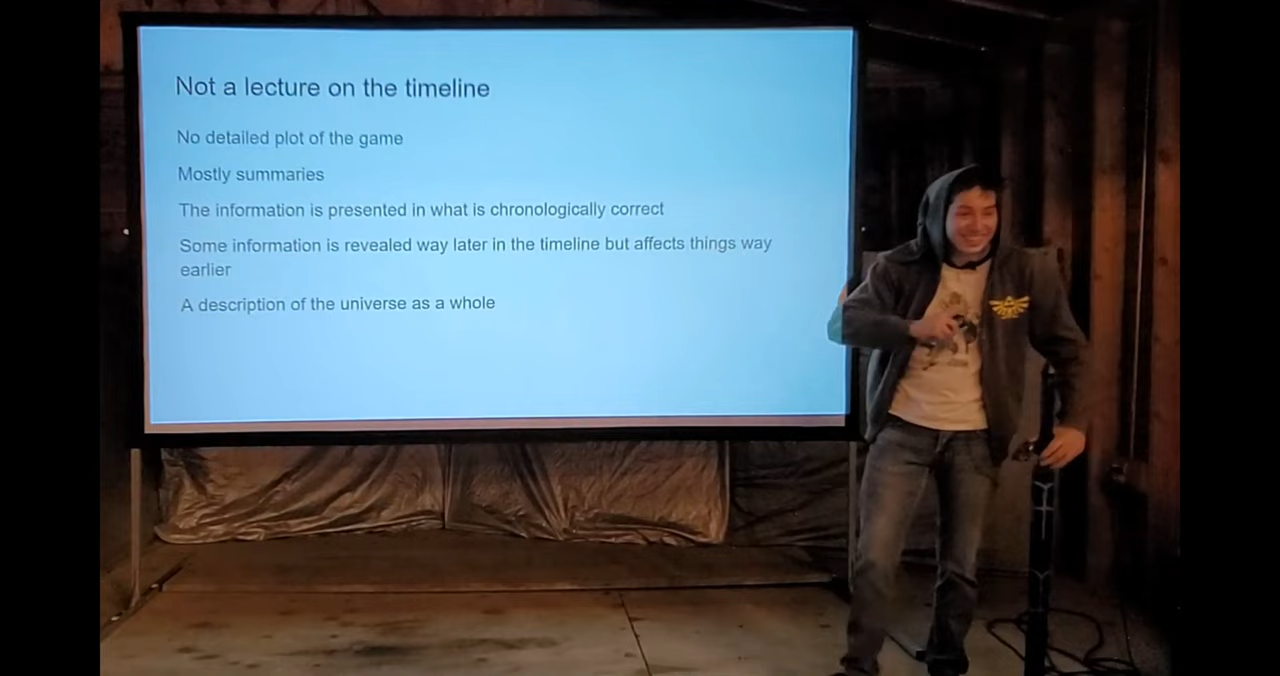 Not a lecture on the timeline
No detailed plot of the game
Mostly summaries
The information is presented in what is chronologically correct
Some information is revealed way later in the timeline but affects things way
earlier
A description of the universe as a whole